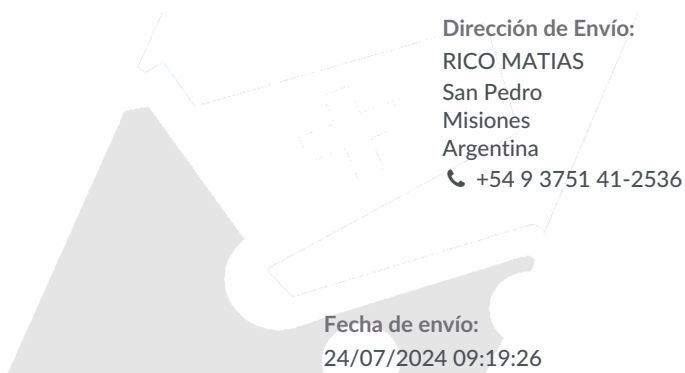 Dirección de Envío:
RICO MATIAS
San Pedro
Misiones
Argentina
+54 9 3751 41-2536
Fecha de envío:
24/07/2024 09:19:26